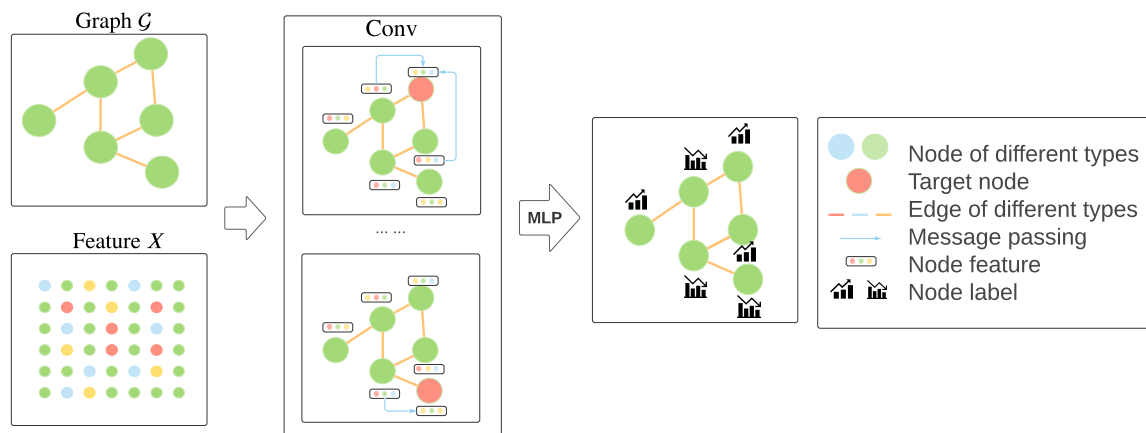 Graph 𝒢
Feature X
Conv
... ...
MLP
Node of different types
Target node
Edge of different types
Message passing
Node feature
Node label